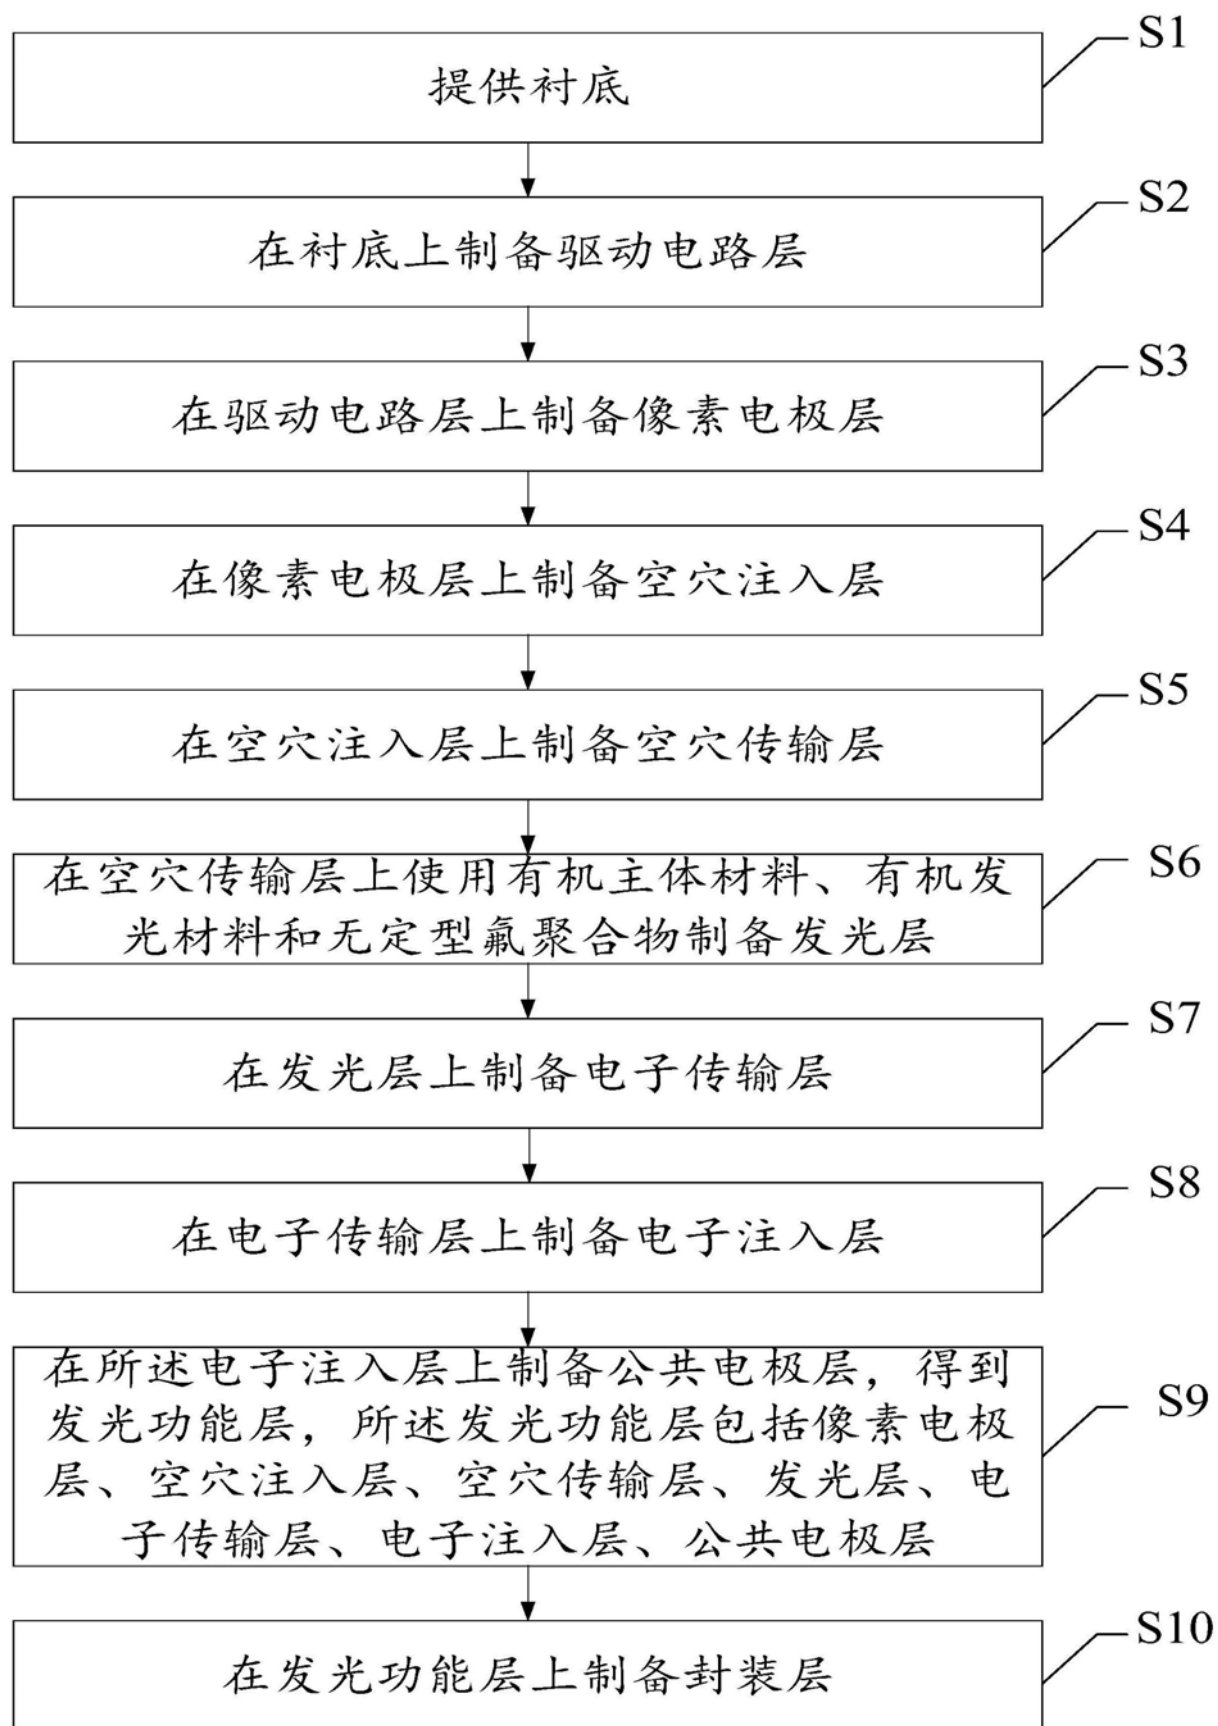 S1
提供衬底
S2
在衬底上制备驱动电路层
S3
在驱动电路层上制备像素电极层
S4
在像素电极层上制备空穴注入层
S5
在空穴注入层上制备空穴传输层
S6
在空穴传输层上使用有机主体材料、有机发
光材料和无定型氟聚合物制备发光层
S7
在发光层上制备电子传输层
S8
在电子传输层上制备电子注入层
S9
在所述电子注入层上制备公共电极层，得到
发光功能层，所述发光功能层包括像素电极
层、空穴注入层、空穴传输层、发光层、电
子传输层、电子注入层、公共电极层
S10
在发光功能层上制备封装层